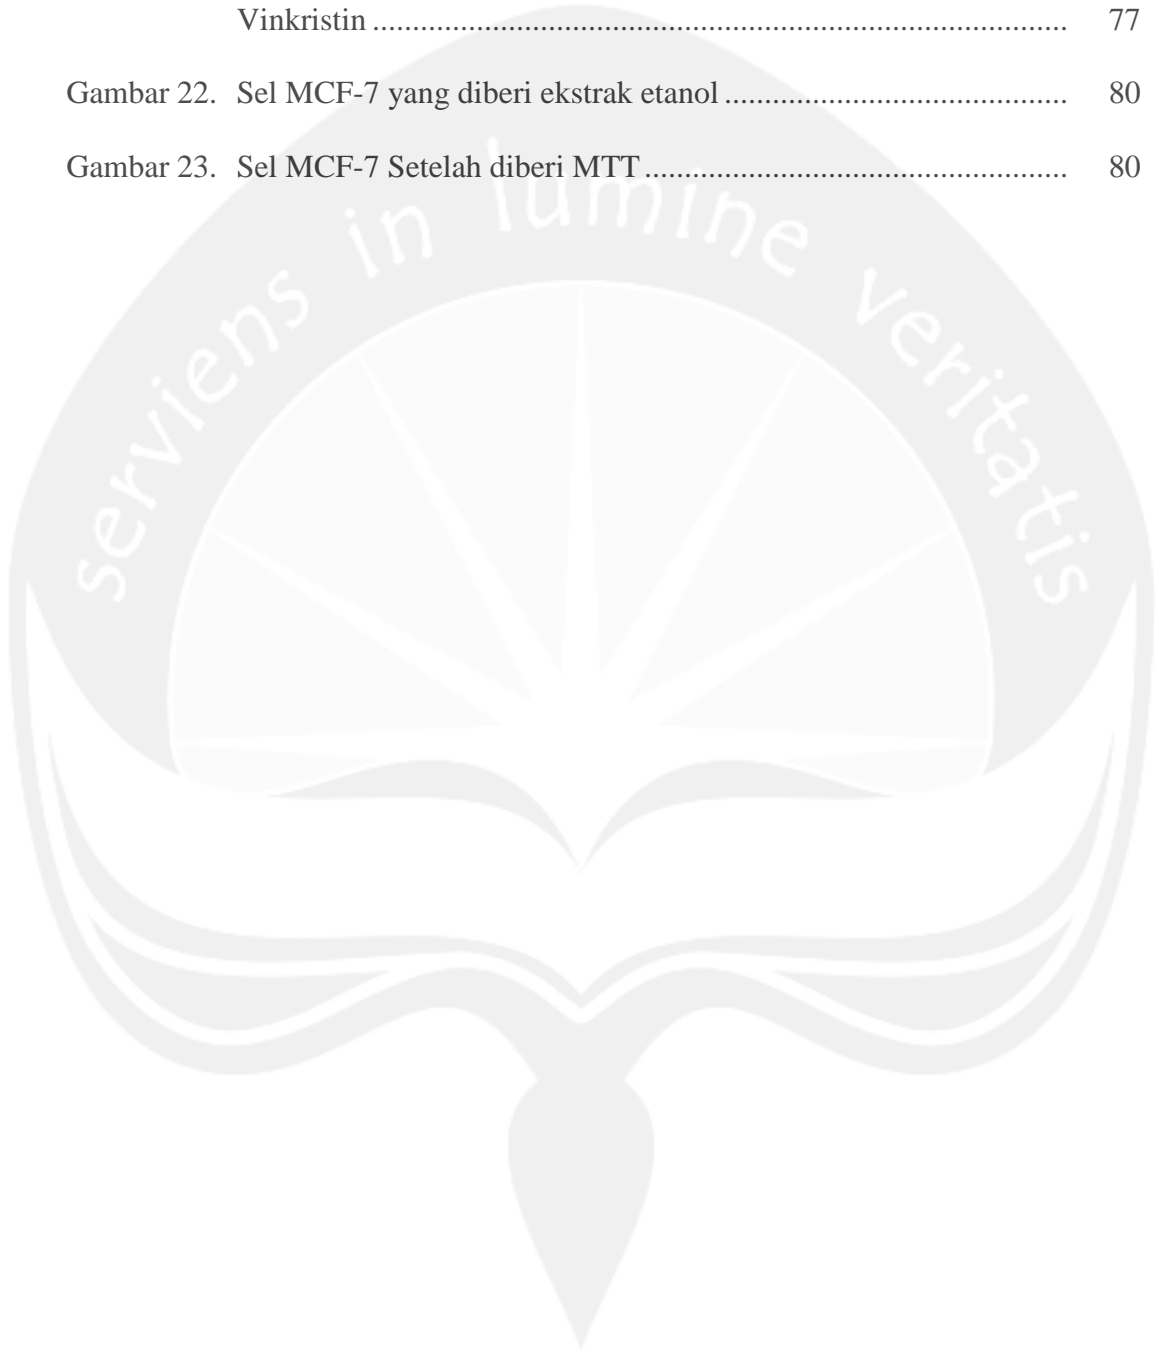 Vinkristin ........................................................................................ 77
Gambar 22. Sel MCF-7 yang diberi ekstrak etanol ............................................ 80
Gambar 23. Sel MCF-7 Setelah diberi MTT ...................................................... 80
serviens in lumine veritatis